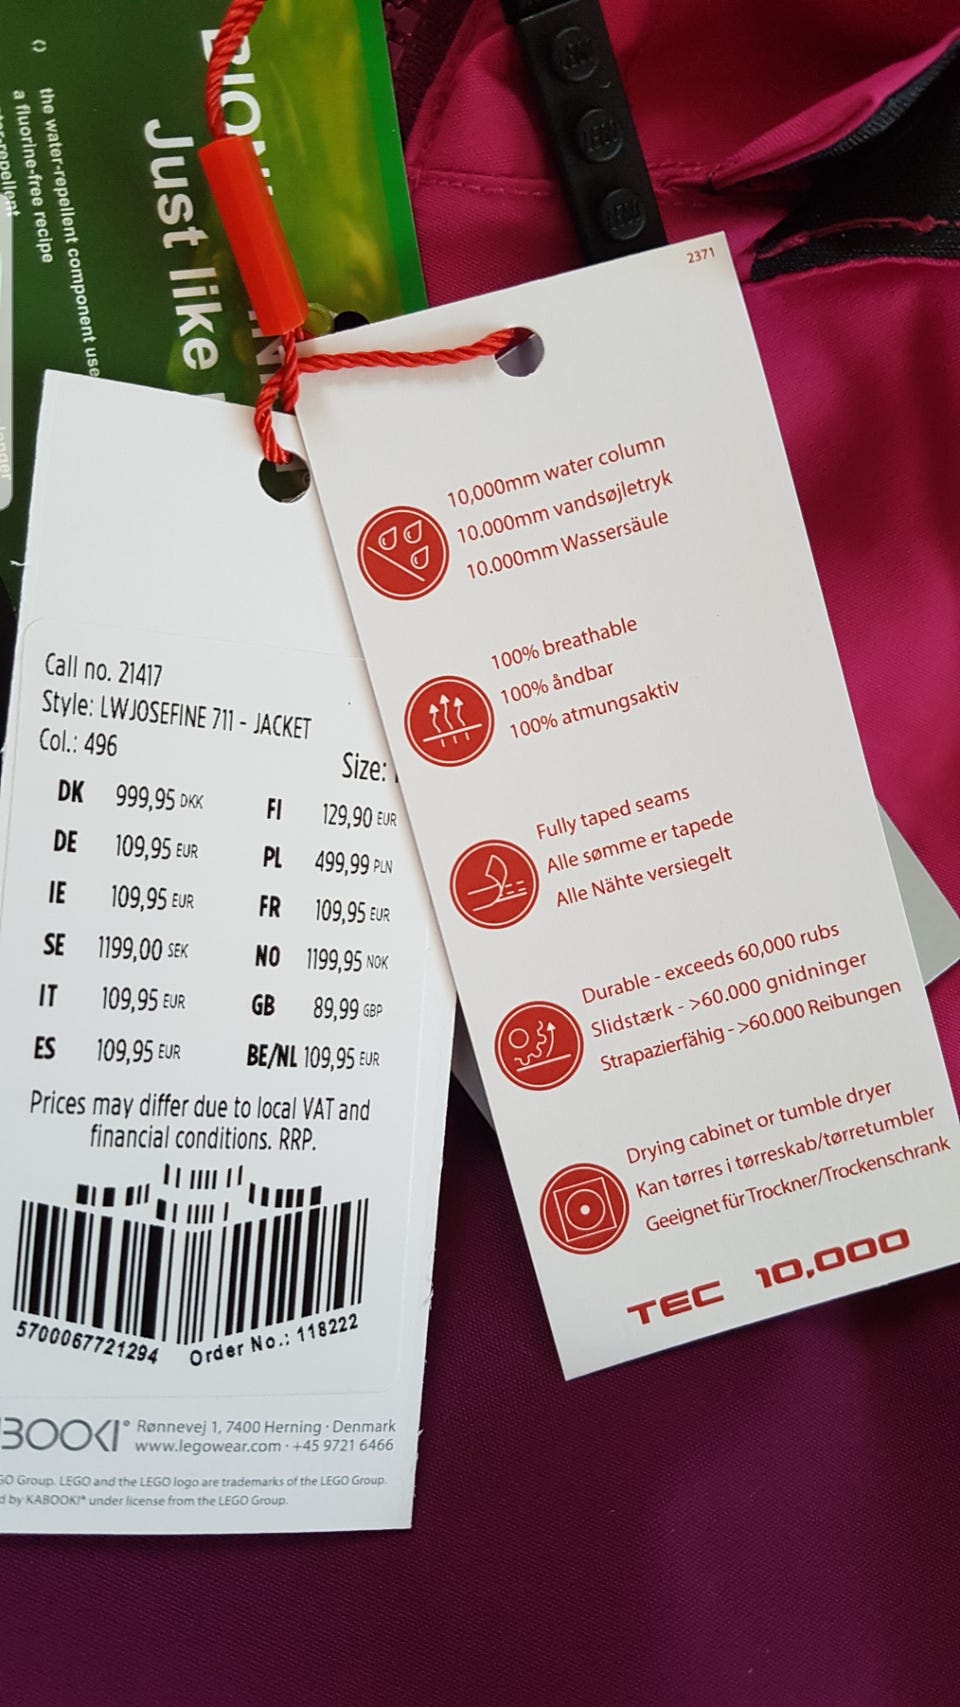 Just like
the water-repellent component use
a fluorine-free recipe
LEGO
LEGO
LEGO
2371
10,000mm water column
10.000mm vandsøjletryk
10.000mm Wassersäule
100% breathable
100% åndbar
100% atmungsaktiv
Fully taped seams
Alle sømme er tapede
Alle Nähte versiegelt
Durable - exceeds 60,000 rubs
Slidstærk - >60.000 gnidninger
Strapazierfähig - >60.000 Reibungen
Drying cabinet or tumble dryer
Kan tørres i tørreskab/tørretumbler
Geeignet für Trockner/Trockenschrank
TEC 10,000
Call no. 21417
Style: LWJOSEFINE 711 - JACKET
Col.: 496
Size:
DK 999,95 DKK FI 129,90 EUR
DE 109,95 EUR PL 499,99 PLN
IE 109,95 EUR FR 109,95 EUR
SE 1199,00 SEK NO 1199,95 NOK
IT 109,95 EUR GB 89,99 GBP
ES 109,95 EUR BE/NL 109,95 EUR
Prices may differ due to local VAT and
financial conditions. RRP.
5700067721294 Order No.: 118222
BOOKI® Rønnevej 1, 7400 Herning · Denmark
www.legowear.com · +45 9721 6466
GO Group. LEGO and the LEGO logo are trademarks of the LEGO Group.
d by KABOOKI® under license from the LEGO Group.